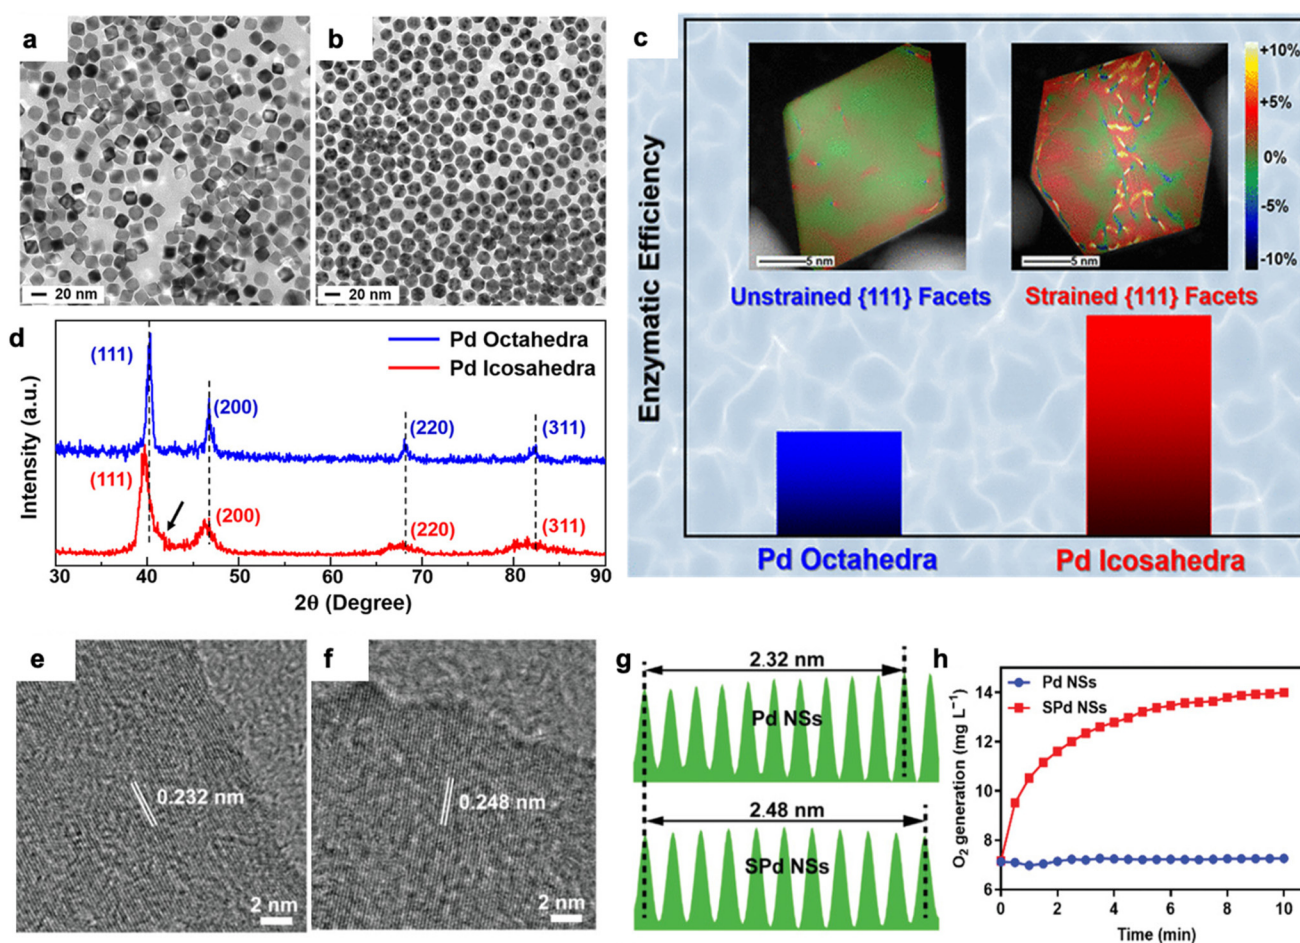 a
20 nm
b
20 nm
c
Enzymatic Efficiency
5 nm
Unstrained {111} Facets
5 nm
Strained {111} Facets
+10%
+5%
0%
-5%
-10%
Pd Octahedra
Pd Icosahedra
d
Intensity (a.u.)
Pd Octahedra
Pd Icosahedra
(111)
(200)
(220)
(311)
(111)
(200)
(220)
(311)
30 40 50 60 70 80 90
2θ (Degree)
e
0.232 nm
2 nm
f
0.248 nm
2 nm
g
2.32 nm
Pd NSs
2.48 nm
SPd NSs
h
Pd NSs
SPd NSs
O₂ generation (mg L⁻¹)
14
12
10
8
6
0 2 4 6 8 10
Time (min)